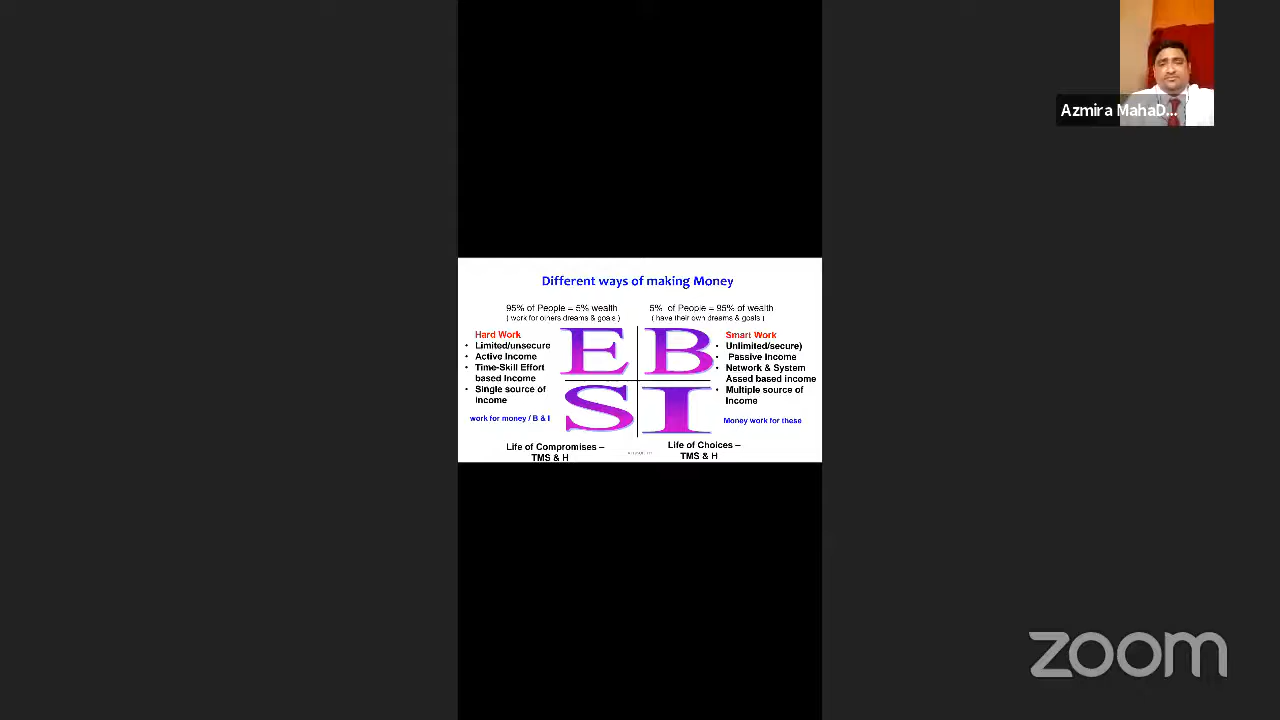 Azmira MahaD...
Different ways of making Money
95% of People = 5% wealth
( work for others dreams & goals )
5% of People = 95% of wealth
( have their own dreams & goals )
Hard Work
• Limited/unsecure
• Active Income
• Time-Skill Effort
based Income
• Single source of
Income
work for money / B & I
E B
S I
Smart Work
• Unlimited/secure)
• Passive Income
• Network & System
Assed based income
• Multiple source of
Income
Money work for these
Life of Compromises –
TMS & H
Life of Choices –
TMS & H
zoom